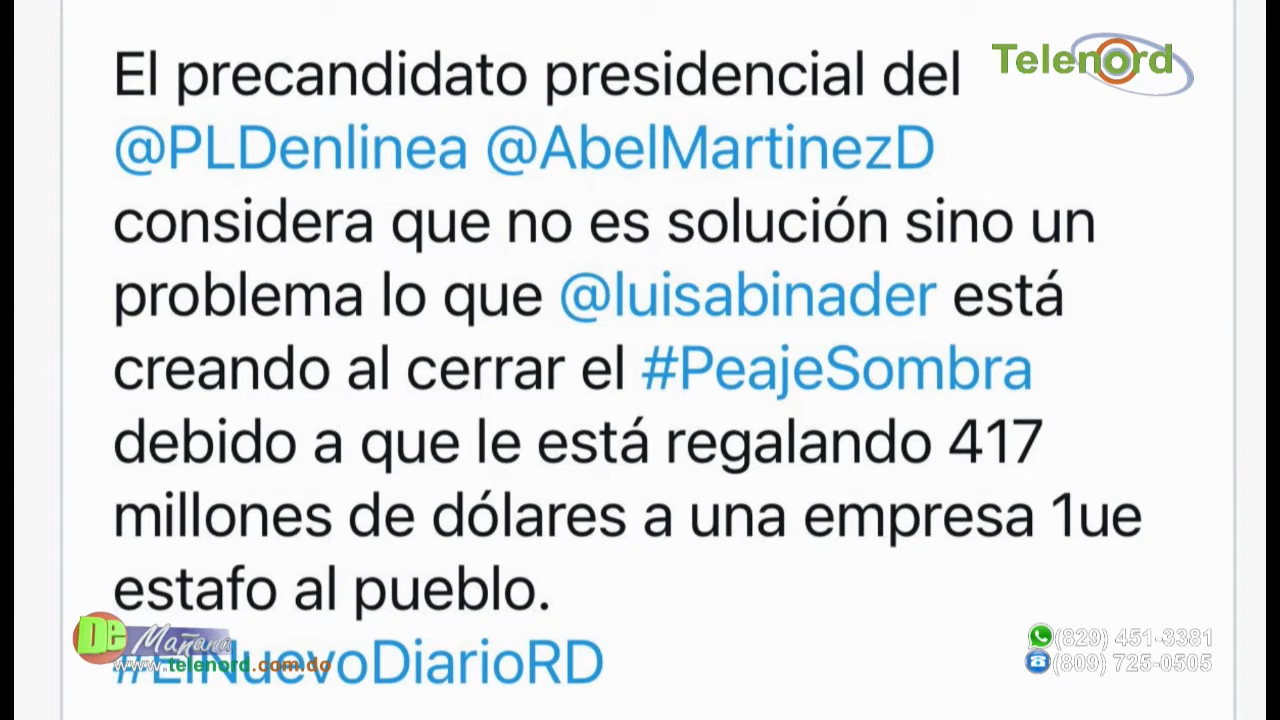 El precandidato presidencial del
Telenord
@PLDenlinea @AbelMartinezD
considera que no es solución sino un
problema lo que @luisabinader está
creando al cerrar el #PeajeSombra
debido a que le está regalando 417
millones de dólares a una empresa 1ue
estafo al pueblo.
De Mañana
www.telenord.com.do
#ElNuevoDiarioRD
(829) 451-3381
(809) 725-0505